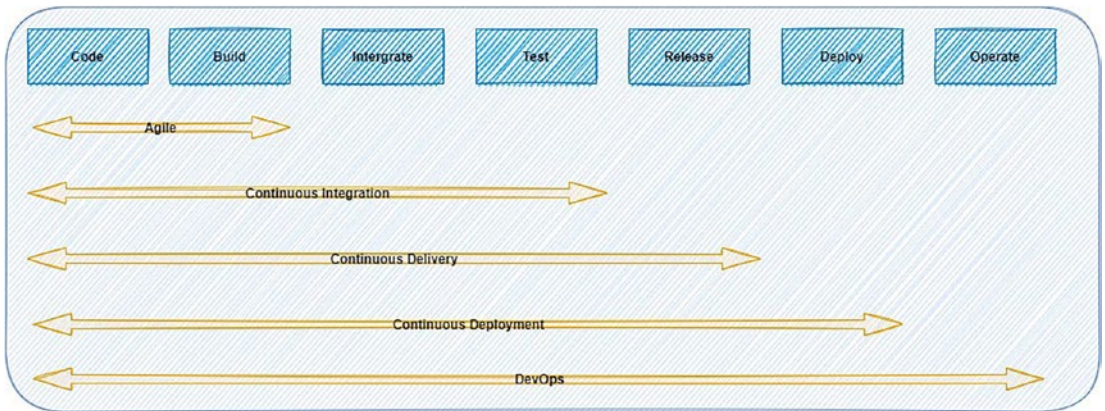 Code Build Intergrate Test Release Deploy Operate
Agile
Continuous Integration
Continuous Delivery
Continuous Deployment
DevOps